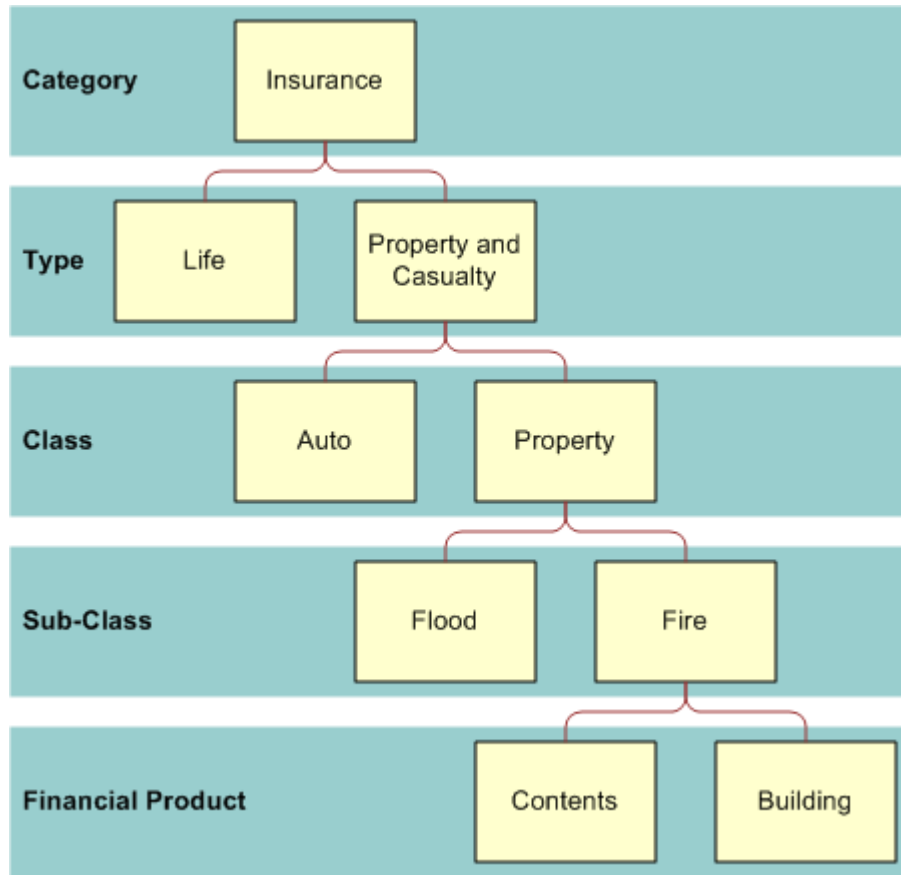 Category
Insurance
Type
Life
Property and
Casualty
Class
Auto
Property
Sub-Class
Flood
Fire
Financial Product
Contents
Building